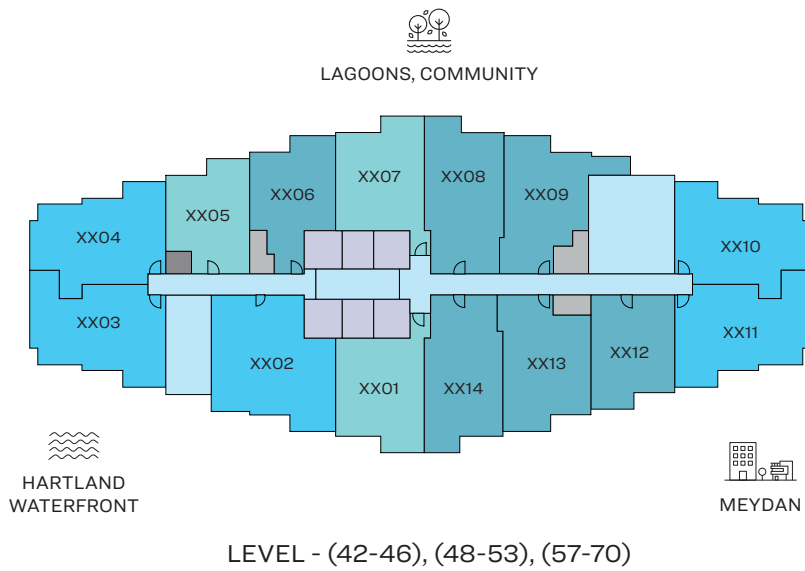 LAGOONS, COMMUNITY
XX07
XX08
XX06
XX09
XX05
XX04
XX10
XX03
XX11
XX02
XX12
XX13
XX01
XX14
HARTLAND
WATERFRONT
MEYDAN
LEVEL - (42-46), (48-53), (57-70)